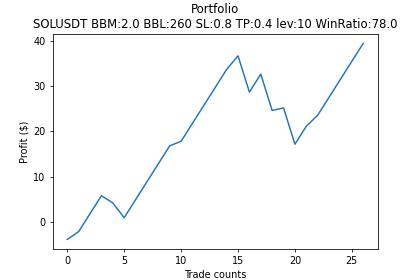 Portfolio
SOLUSDT BBM:2.0 BBL:260 SL:0.8 TP:0.4 lev:10 WinRatio:78.0
40
30
20
10
0
Profit ($)
0 5 10 15 20 25
Trade counts